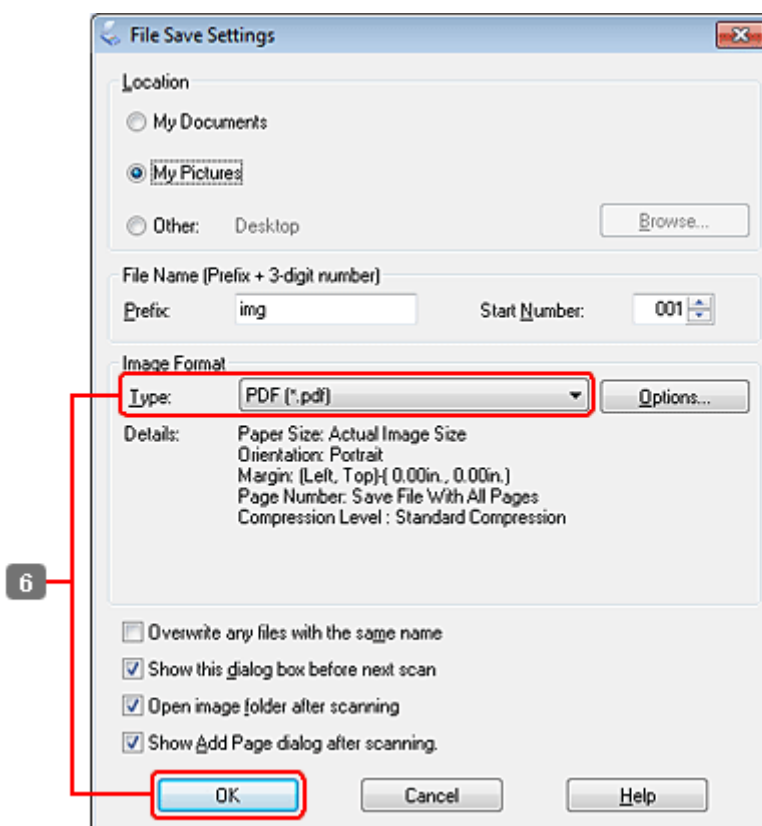 File Save Settings
Location
My Documents
My Pictures
Other: Desktop Browse...
File Name (Prefix + 3-digit number)
Prefix: img Start Number: 001
Image Format
Type: PDF (*.pdf) Options...
Details: Paper Size: Actual Image Size
Orientation: Portrait
Margin: (Left, Top)-( 0.00in., 0.00in.)
Page Number: Save File With All Pages
Compression Level : Standard Compression
6
Overwrite any files with the same name
Show this dialog box before next scan
Open image folder after scanning
Show Add Page dialog after scanning.
OK Cancel Help